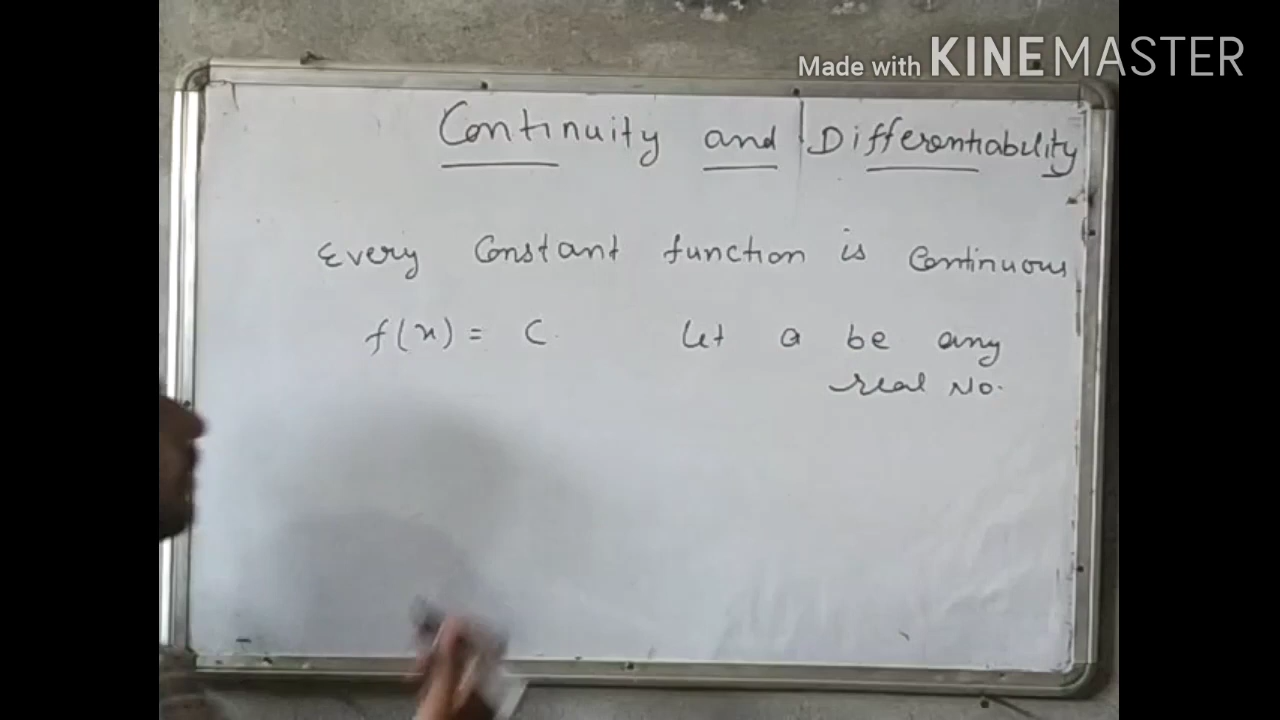 Made with KINEMASTER
Continuity and Differentiability
Every Constant function is Continuous
f(x) = C. Let a be any
real No.